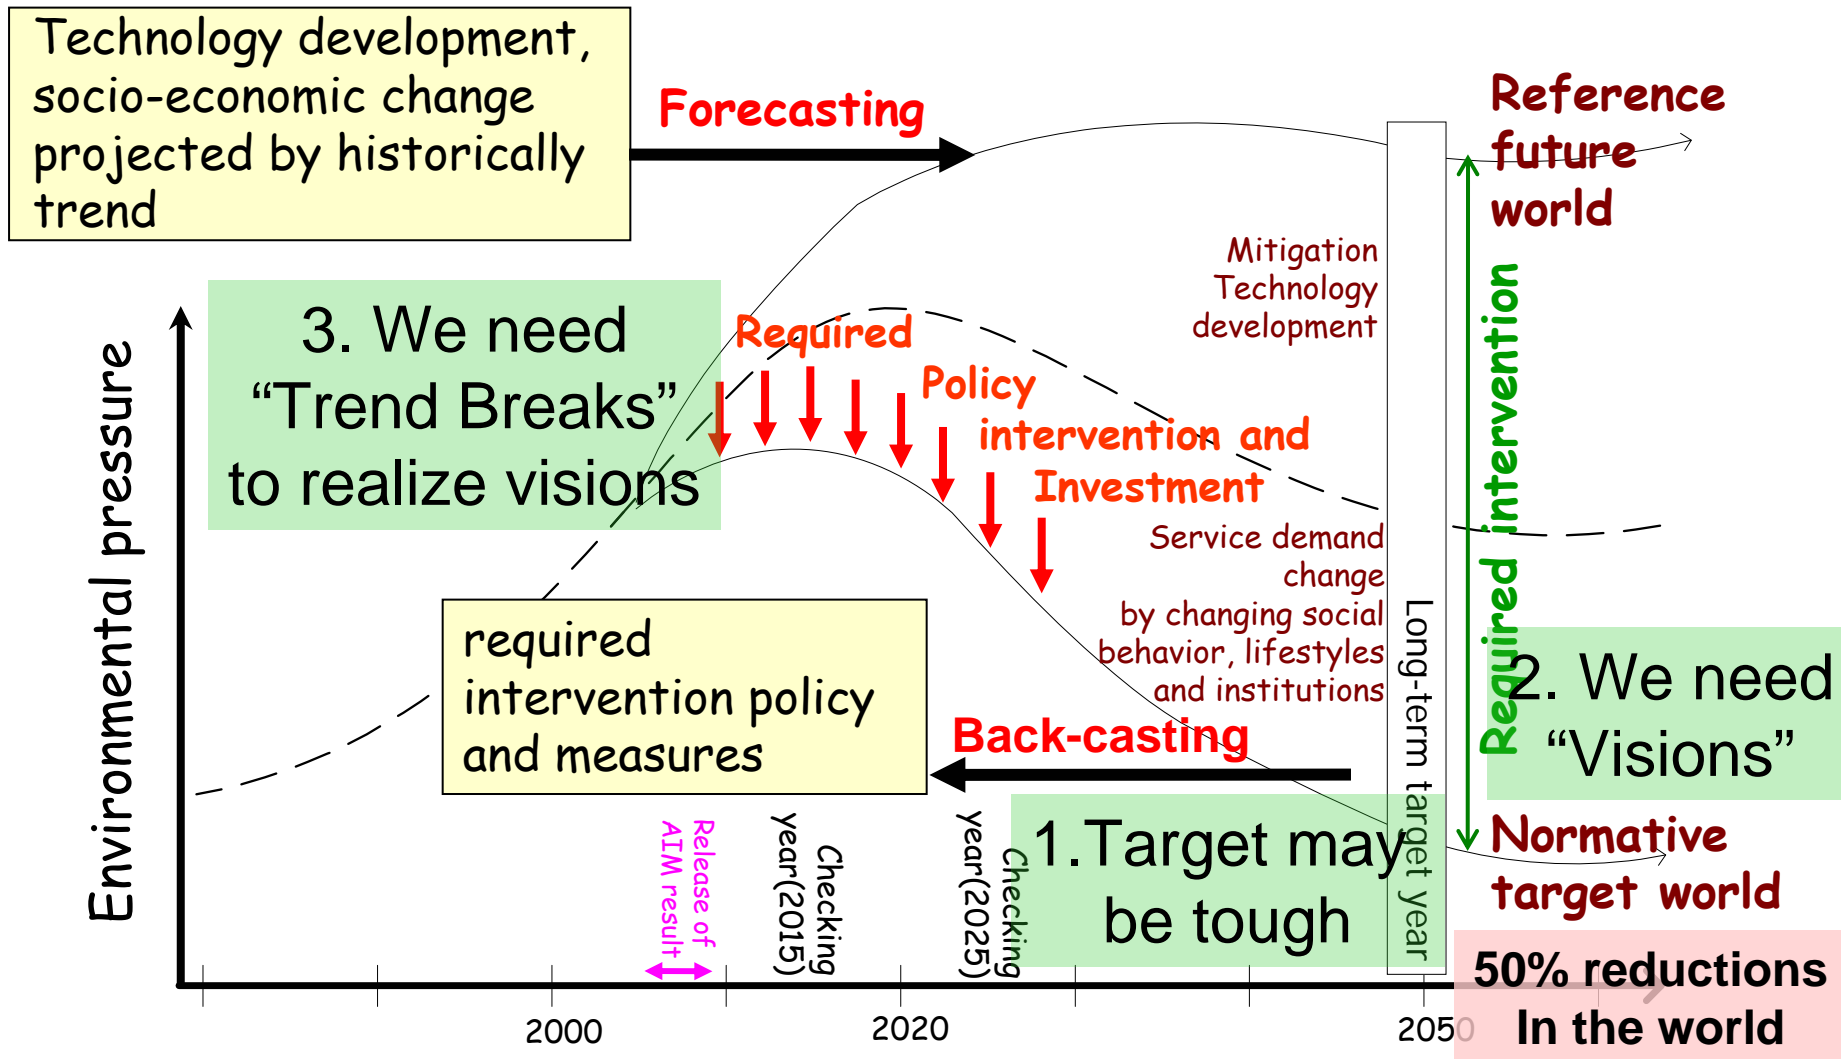 Technology development,
socio-economic change
projected by historically
trend
Forecasting
Reference
future
world
Mitigation
Technology
development
3. We need
“Trend Breaks”
to realize visions
Required
Policy
intervention and
Investment
Service demand
change
by changing social
behavior, lifestyles
and institutions
Environmental pressure
required
intervention policy
and measures
Back-casting
Long-term target year
Required intervention
2. We need
“Visions”
1.Target may
be tough
Normative
target world
Release of
AIM result
Checking
year(2015)
Checking
year(2025)
50% reductions
In the world
2000
2020
2050